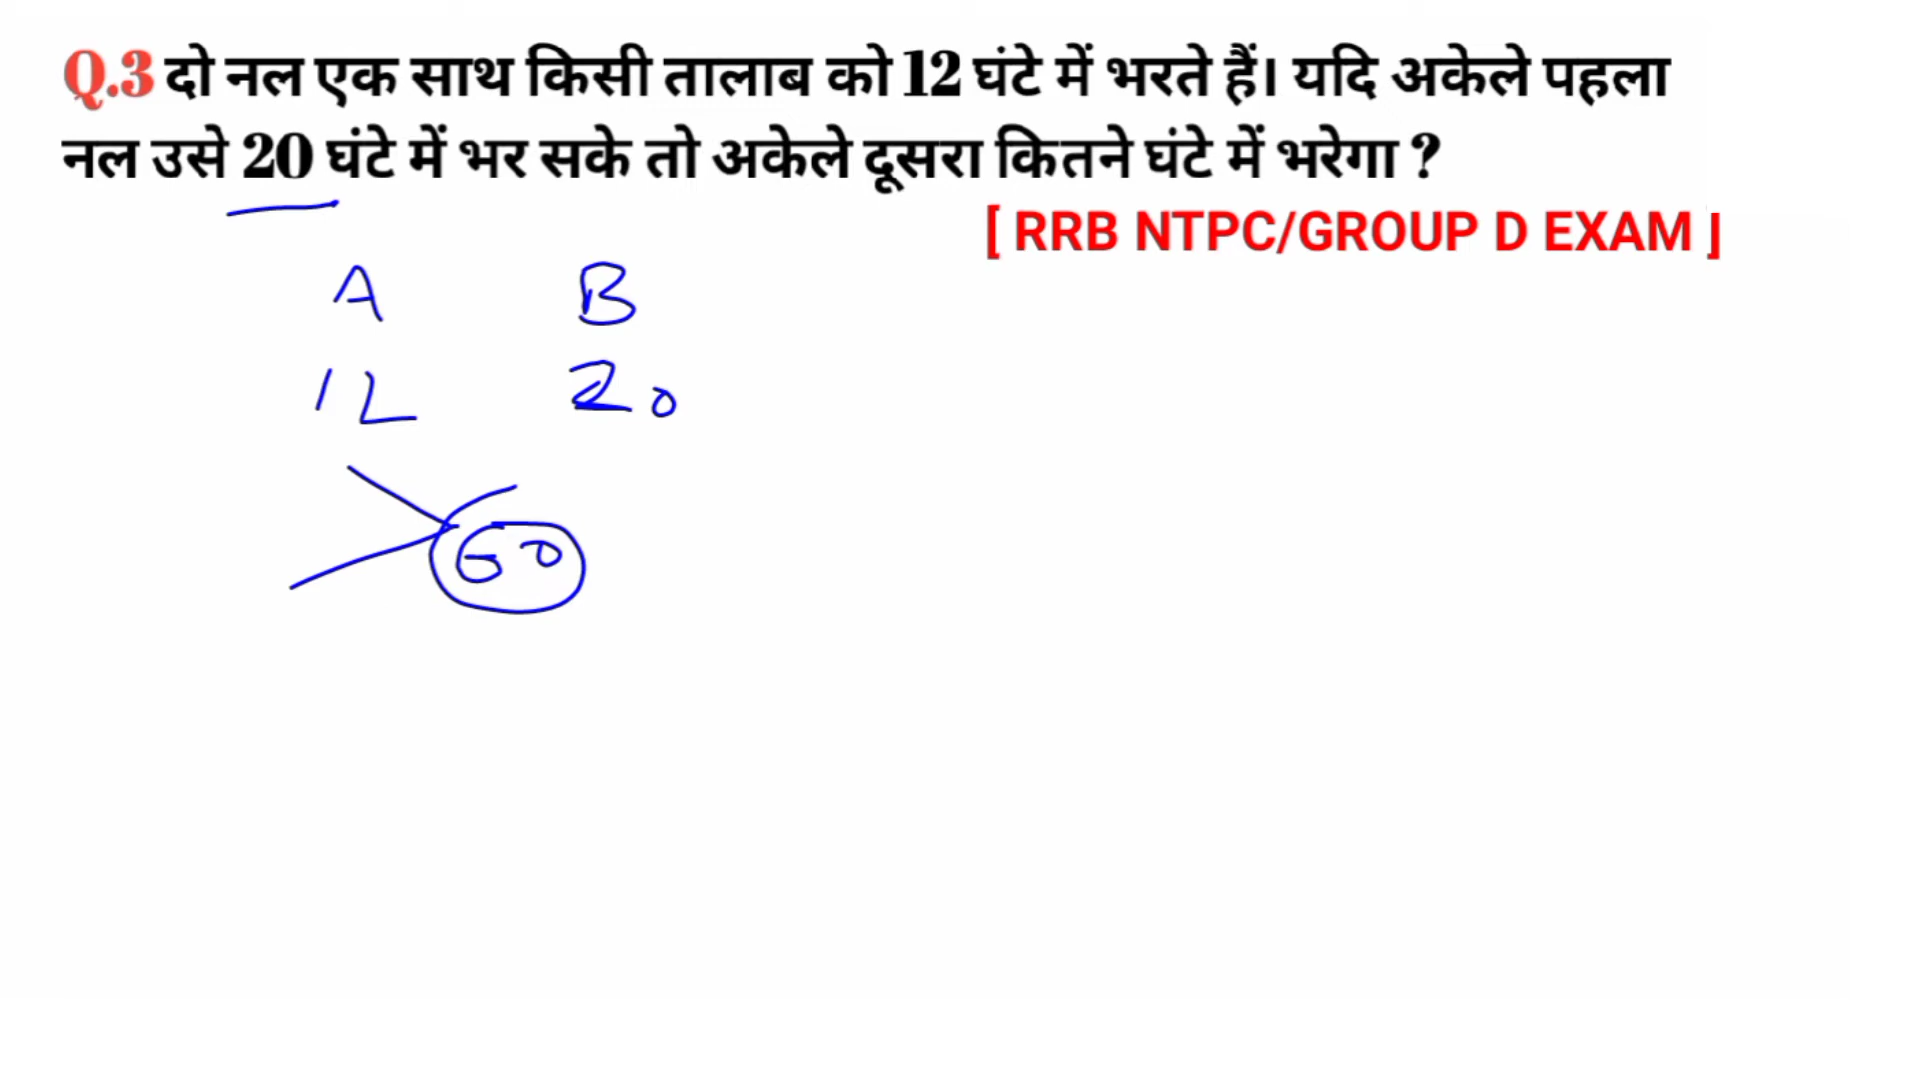 Q.3 दो नल एक साथ किसी तालाब को 12 घंटे में भरते हैं। यदि अकेले पहला
नल उसे 20 घंटे में भर सके तो अकेले दूसरा कितने घंटे में भरेगा ?
[ RRB NTPC/GROUP D EXAM ]
A B
12 20
60